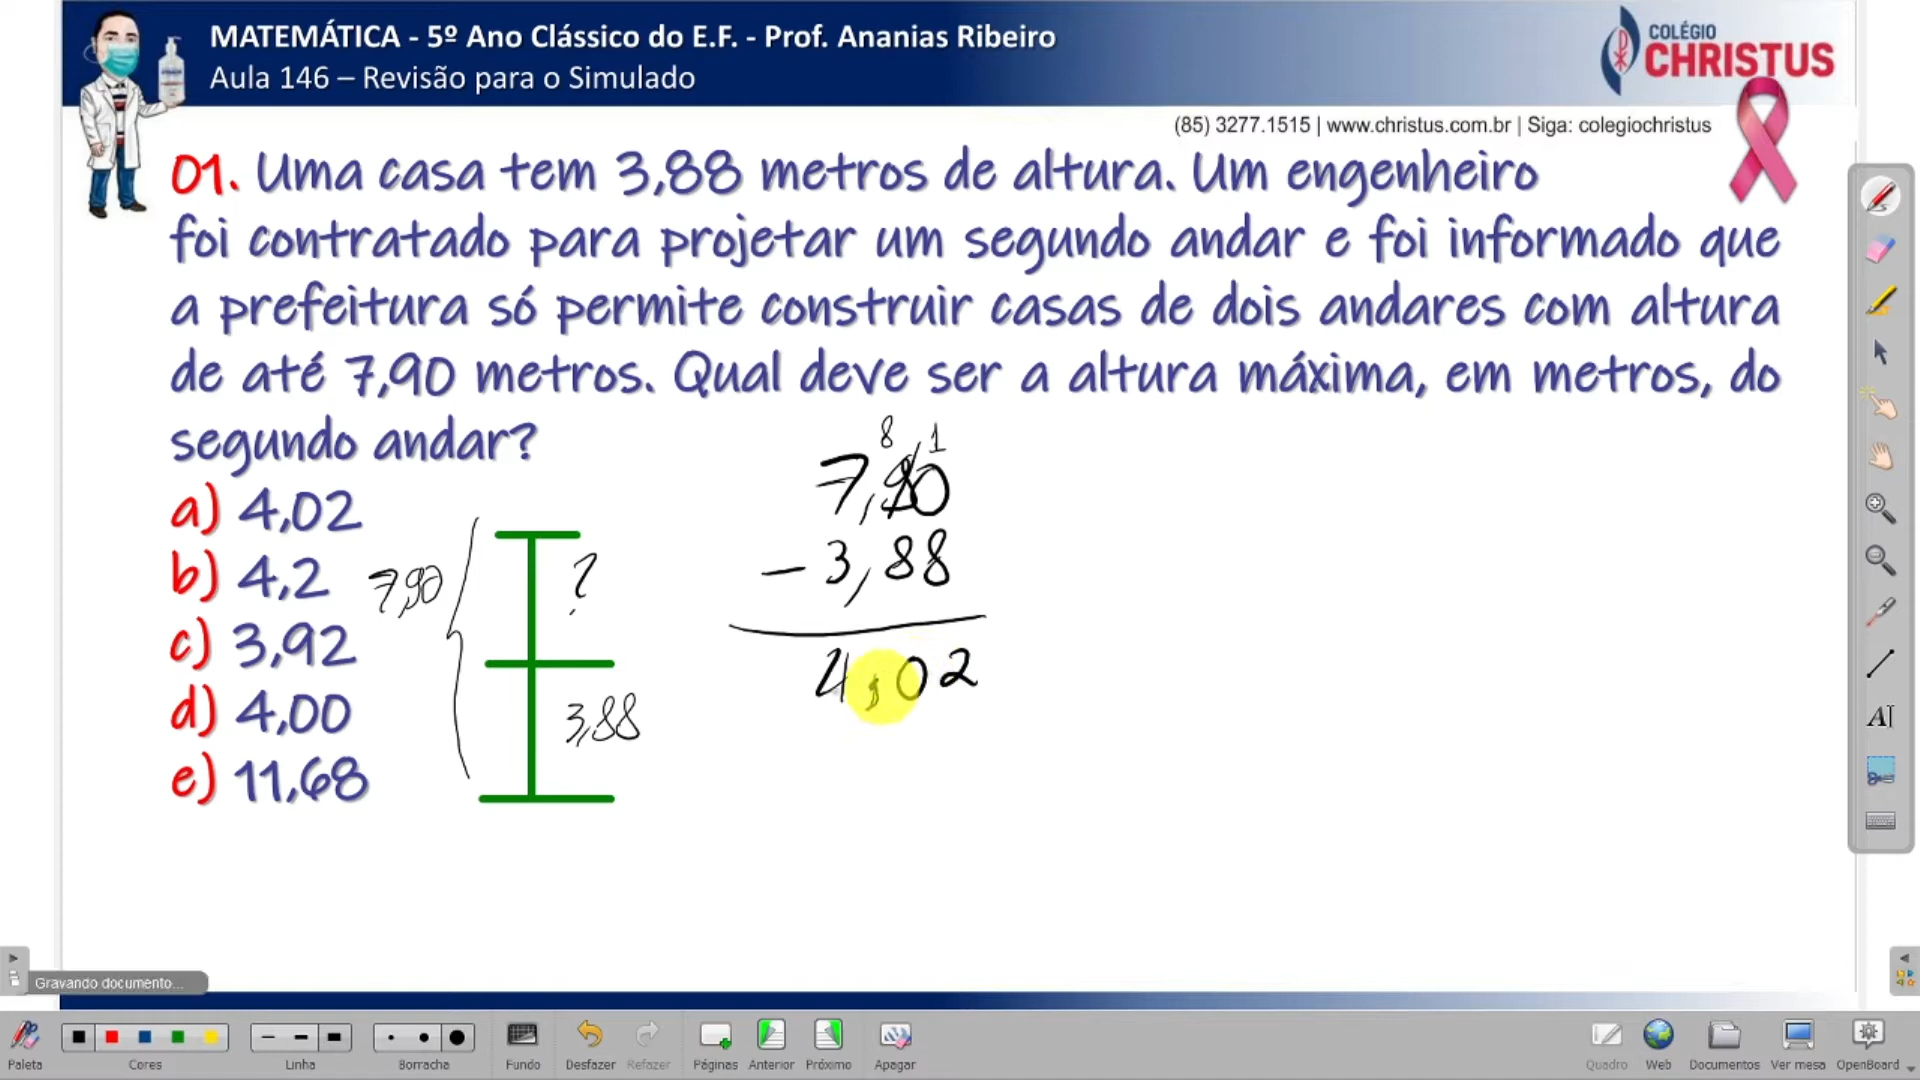 MATEMÁTICA - 5º Ano Clássico do E.F. - Prof. Ananias Ribeiro
Aula 146 – Revisão para o Simulado
COLÉGIO
CHRISTUS
(85) 3277.1515 | www.christus.com.br | Siga: colegiochristus
01. Uma casa tem 3,88 metros de altura. Um engenheiro
foi contratado para projetar um segundo andar e foi informado que
a prefeitura só permite construir casas de dois andares com altura
de até 7,90 metros. Qual deve ser a altura máxima, em metros, do
segundo andar?
a) 4,02
b) 4,2
c) 3,92
d) 4,00
e) 11,68
7,90
?
3,88
8 1
7,90
- 3,88
4,02
Gravando documento...
Paleta
Cores
Linha
Borracha
Fundo
Desfazer
Refazer
Páginas
Anterior
Próximo
Apagar
Quadro
Web
Documentos
Ver mesa
OpenBoard